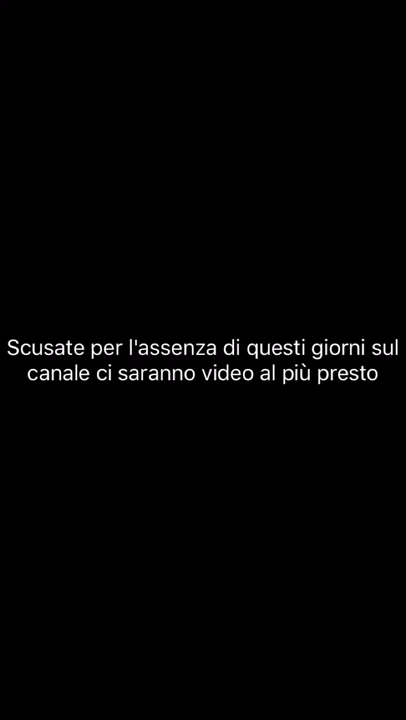 Scusate per l'assenza di questi giorni sul
canale ci saranno video al più presto